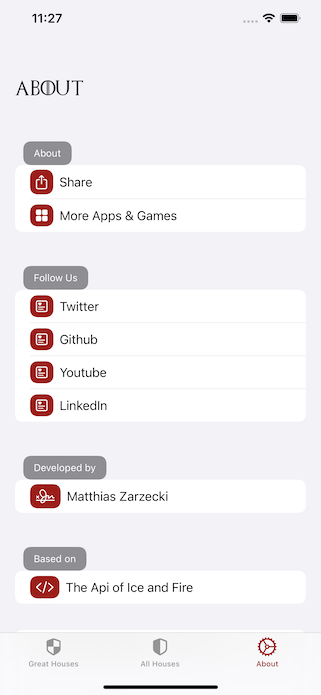 11:27
ABOUT
About
Share
More Apps & Games
Follow Us
Twitter
Github
Youtube
LinkedIn
Developed by
Matthias Zarzecki
Based on
The Api of Ice and Fire
Great Houses
All Houses
About